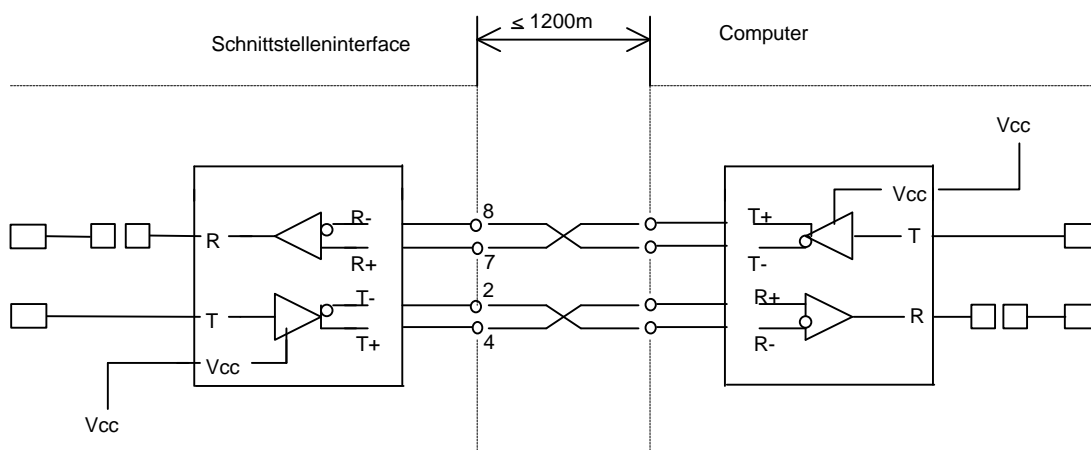 ≤ 1200m
Schnittstelleninterface
Computer
Vcc
R
R-
R+
8
7
T
T-
T+
2
4
Vcc
Vcc
T+
T-
Vcc
T
R+
R-
R